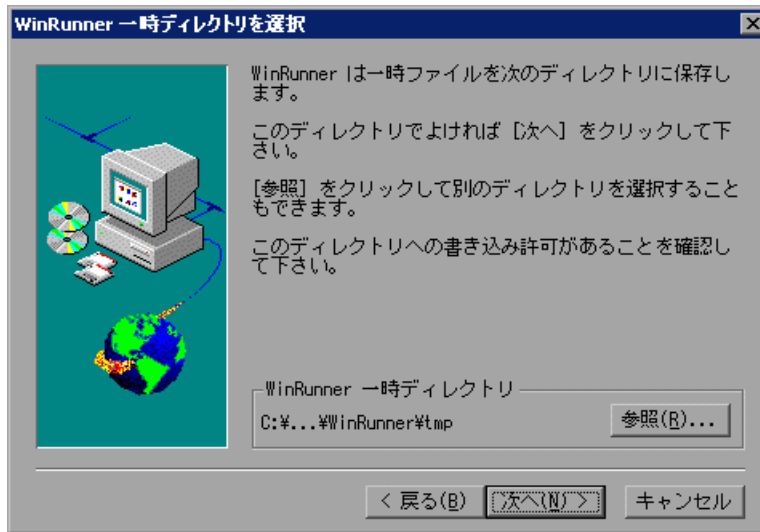 WinRunner 一時ディレクトリを選択
WinRunner は一時ファイルを次のディレクトリに保存し
ます。
このディレクトリでよければ [次へ] をクリックして下
さい。
[参照] をクリックして別のディレクトリを選択すること
もできます。
このディレクトリへの書き込み許可があることを確認し
て下さい。
WinRunner 一時ディレクトリ
C:¥...¥WinRunner¥tmp
参照(R)...
< 戻る(B)
次へ(N) >
キャンセル